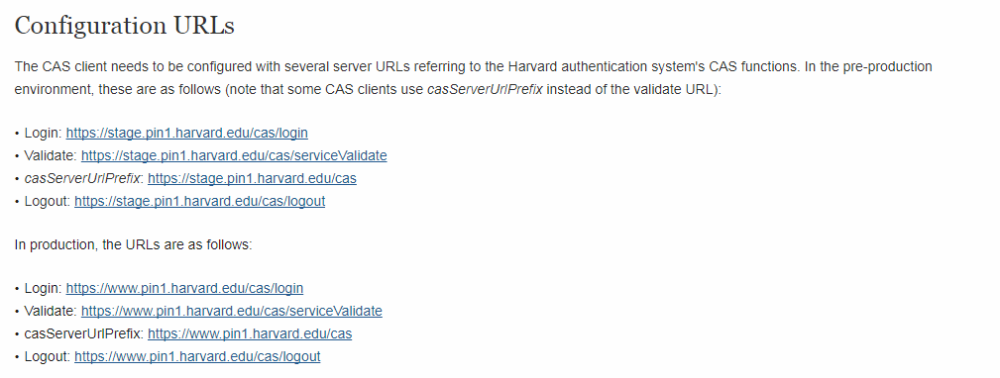 Configuration URLs
The CAS client needs to be configured with several server URLs referring to the Harvard authentication system's CAS functions. In the pre-production
environment, these are as follows (note that some CAS clients use casServerUrlPrefix instead of the validate URL):
• Login: https://stage.pin1.harvard.edu/cas/login
• Validate: https://stage.pin1.harvard.edu/cas/serviceValidate
• casServerUrlPrefix: https://stage.pin1.harvard.edu/cas
• Logout: https://stage.pin1.harvard.edu/cas/logout
In production, the URLs are as follows:
• Login: https://www.pin1.harvard.edu/cas/login
• Validate: https://www.pin1.harvard.edu/cas/serviceValidate
• casServerUrlPrefix: https://www.pin1.harvard.edu/cas
• Logout: https://www.pin1.harvard.edu/cas/logout